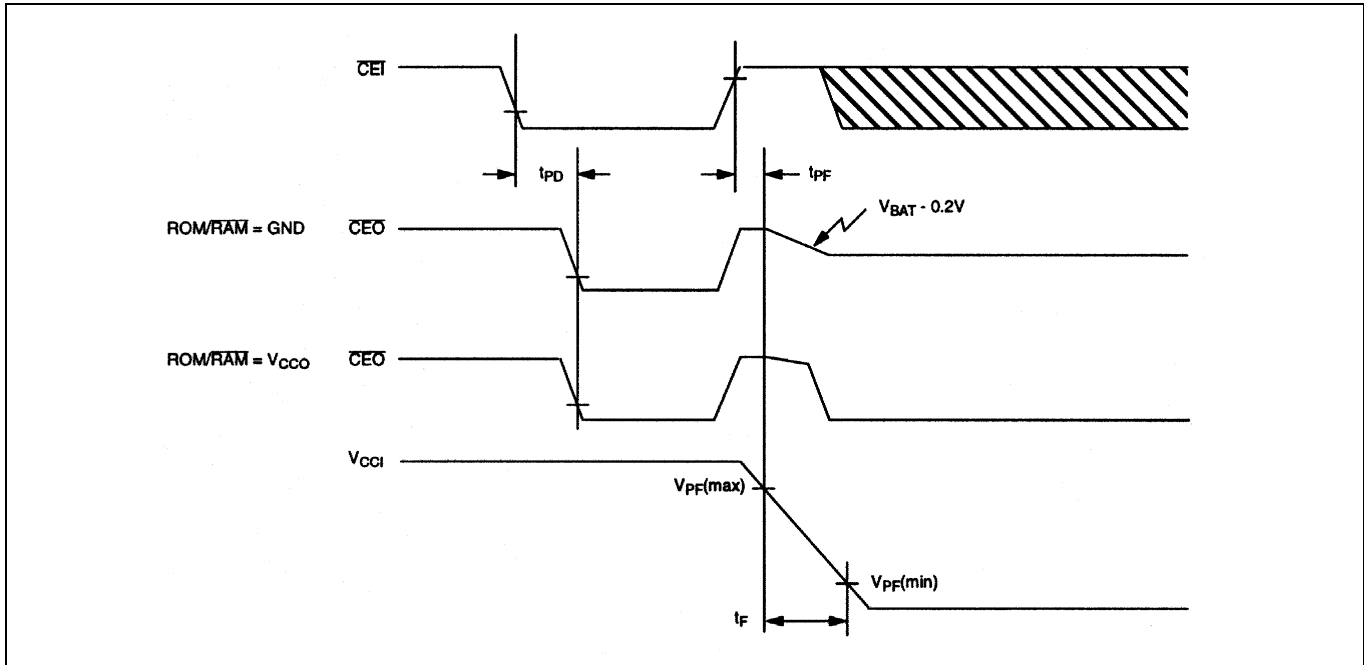 CEI
tPD
tPF
VBAT - 0.2V
ROM/RAM = GND CEO
ROM/RAM = VCCO CEO
VCCI
VPF(max)
VPF(min)
tF